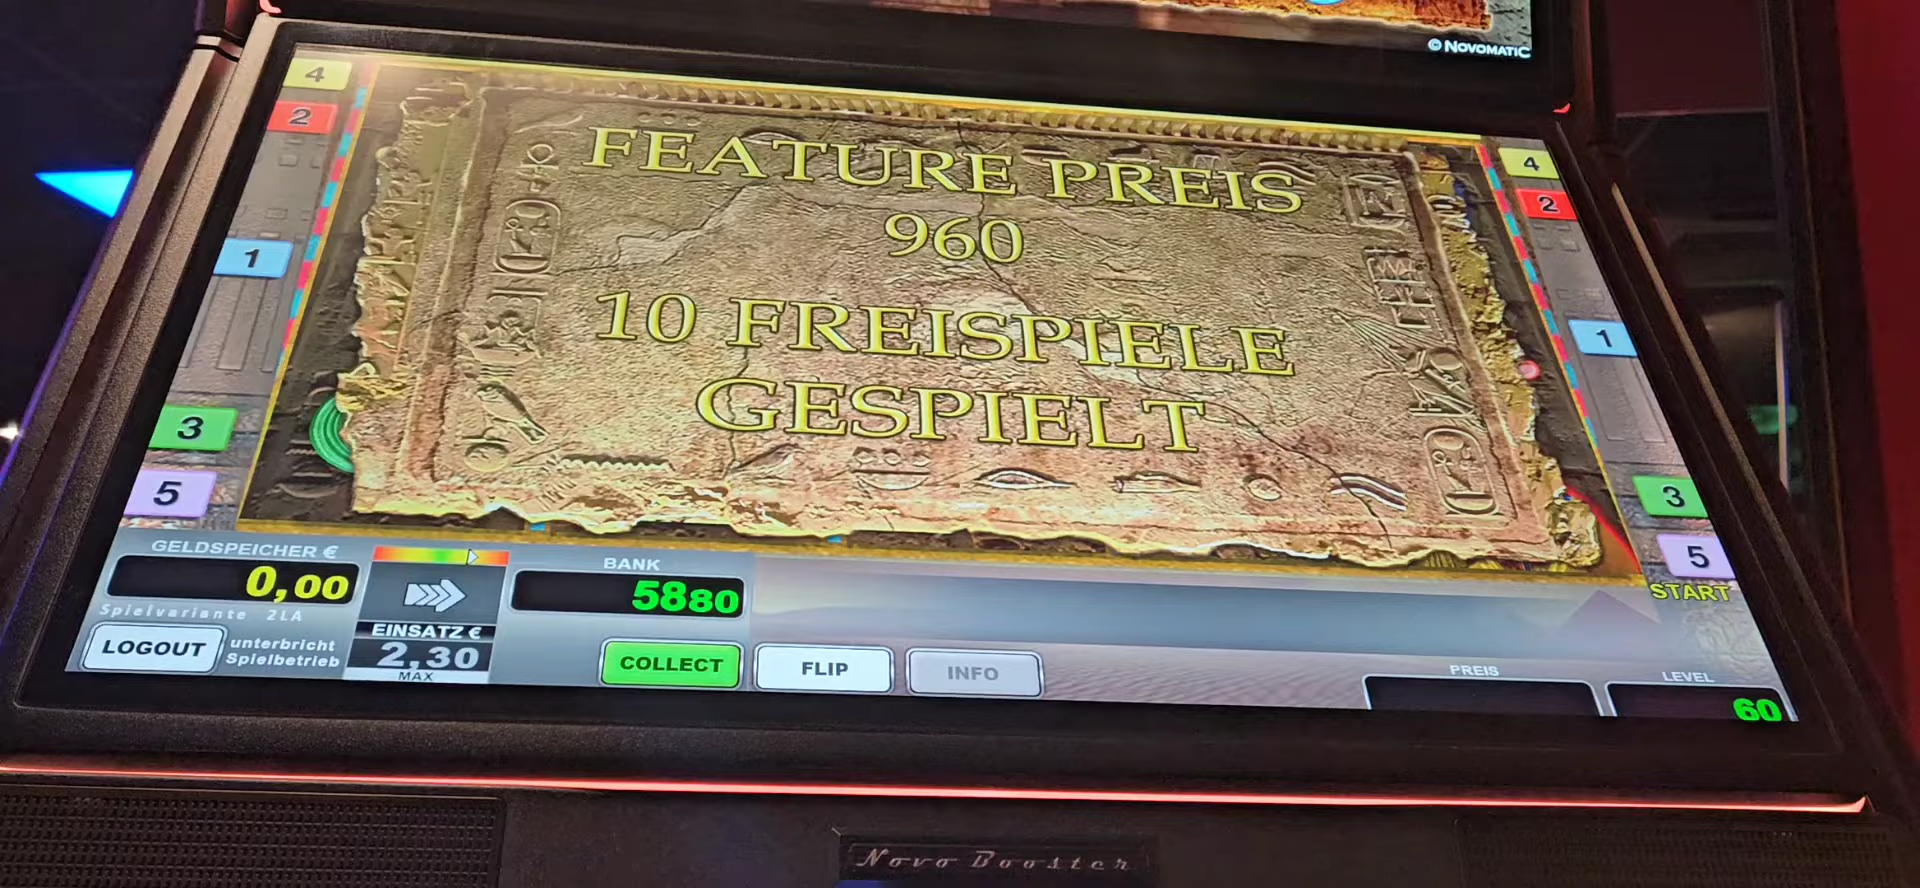 © NOVOMATIC
4
2
1
3
5
FEATURE PREIS
960
10 FREISPIELE
GESPIELT
4
2
1
3
5
START
GELDSPEICHER €
0,00
Spielvariante 2LA
LOGOUT
unterbricht
Spielbetrieb
EINSATZ €
2,30
MAX
BANK
5880
COLLECT
FLIP
INFO
PREIS
LEVEL
60
Novo Booster